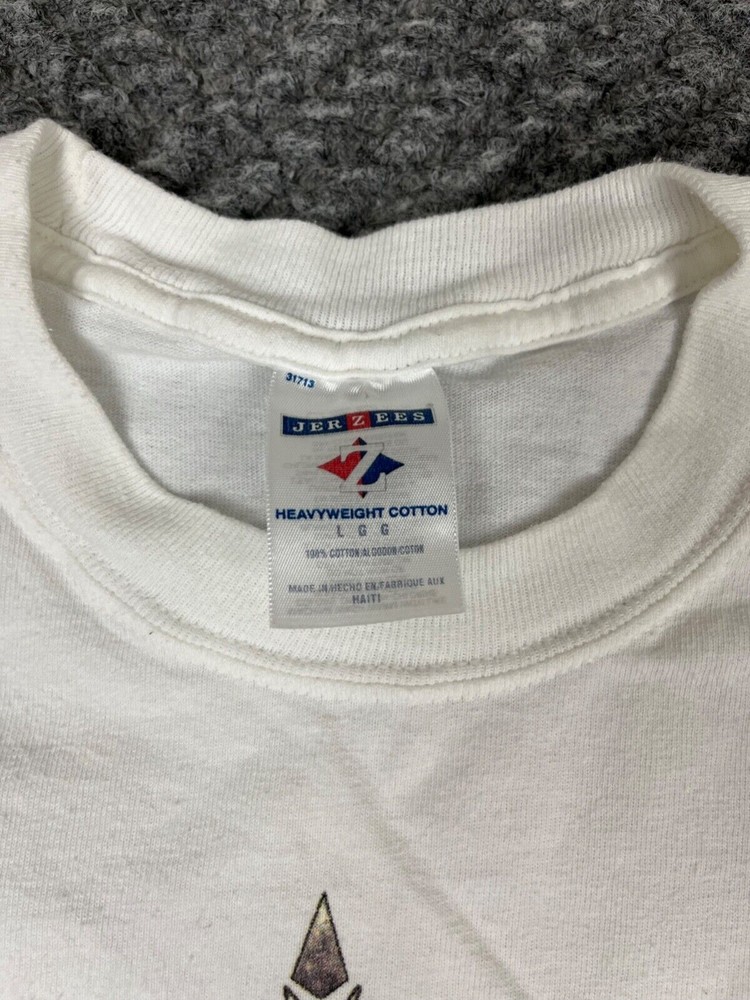 31713
JERZEES
Z
HEAVYWEIGHT COTTON
L G G
100% COTTON/ALGODON/COTON
MADE IN/HECHO EN/FABRIQUE AUX
HAITI